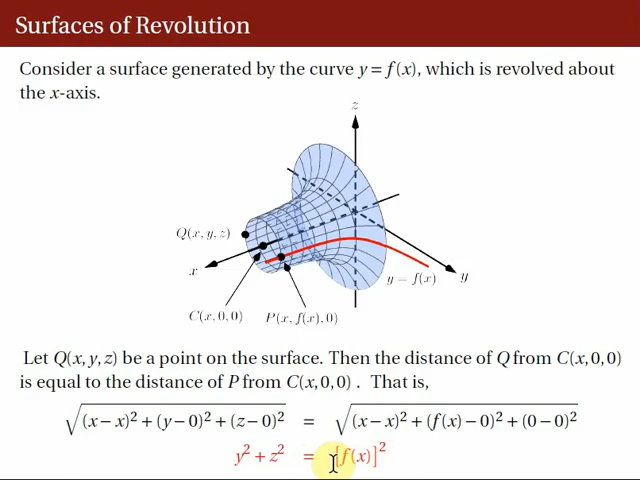 Surfaces of Revolution
Consider a surface generated by the curve y = f(x), which is revolved about
the x-axis.
z
Q(x, y, z)
x
y
y = f(x)
C(x, 0, 0)
P(x, f(x), 0)
Let Q(x, y, z) be a point on the surface. Then the distance of Q from C(x,0,0)
is equal to the distance of P from C(x,0,0) . That is,
√(x−x)²+(y−0)²+(z−0)² = √(x−x)²+(f(x)−0)²+(0−0)²
y²+z² = [f(x)]²